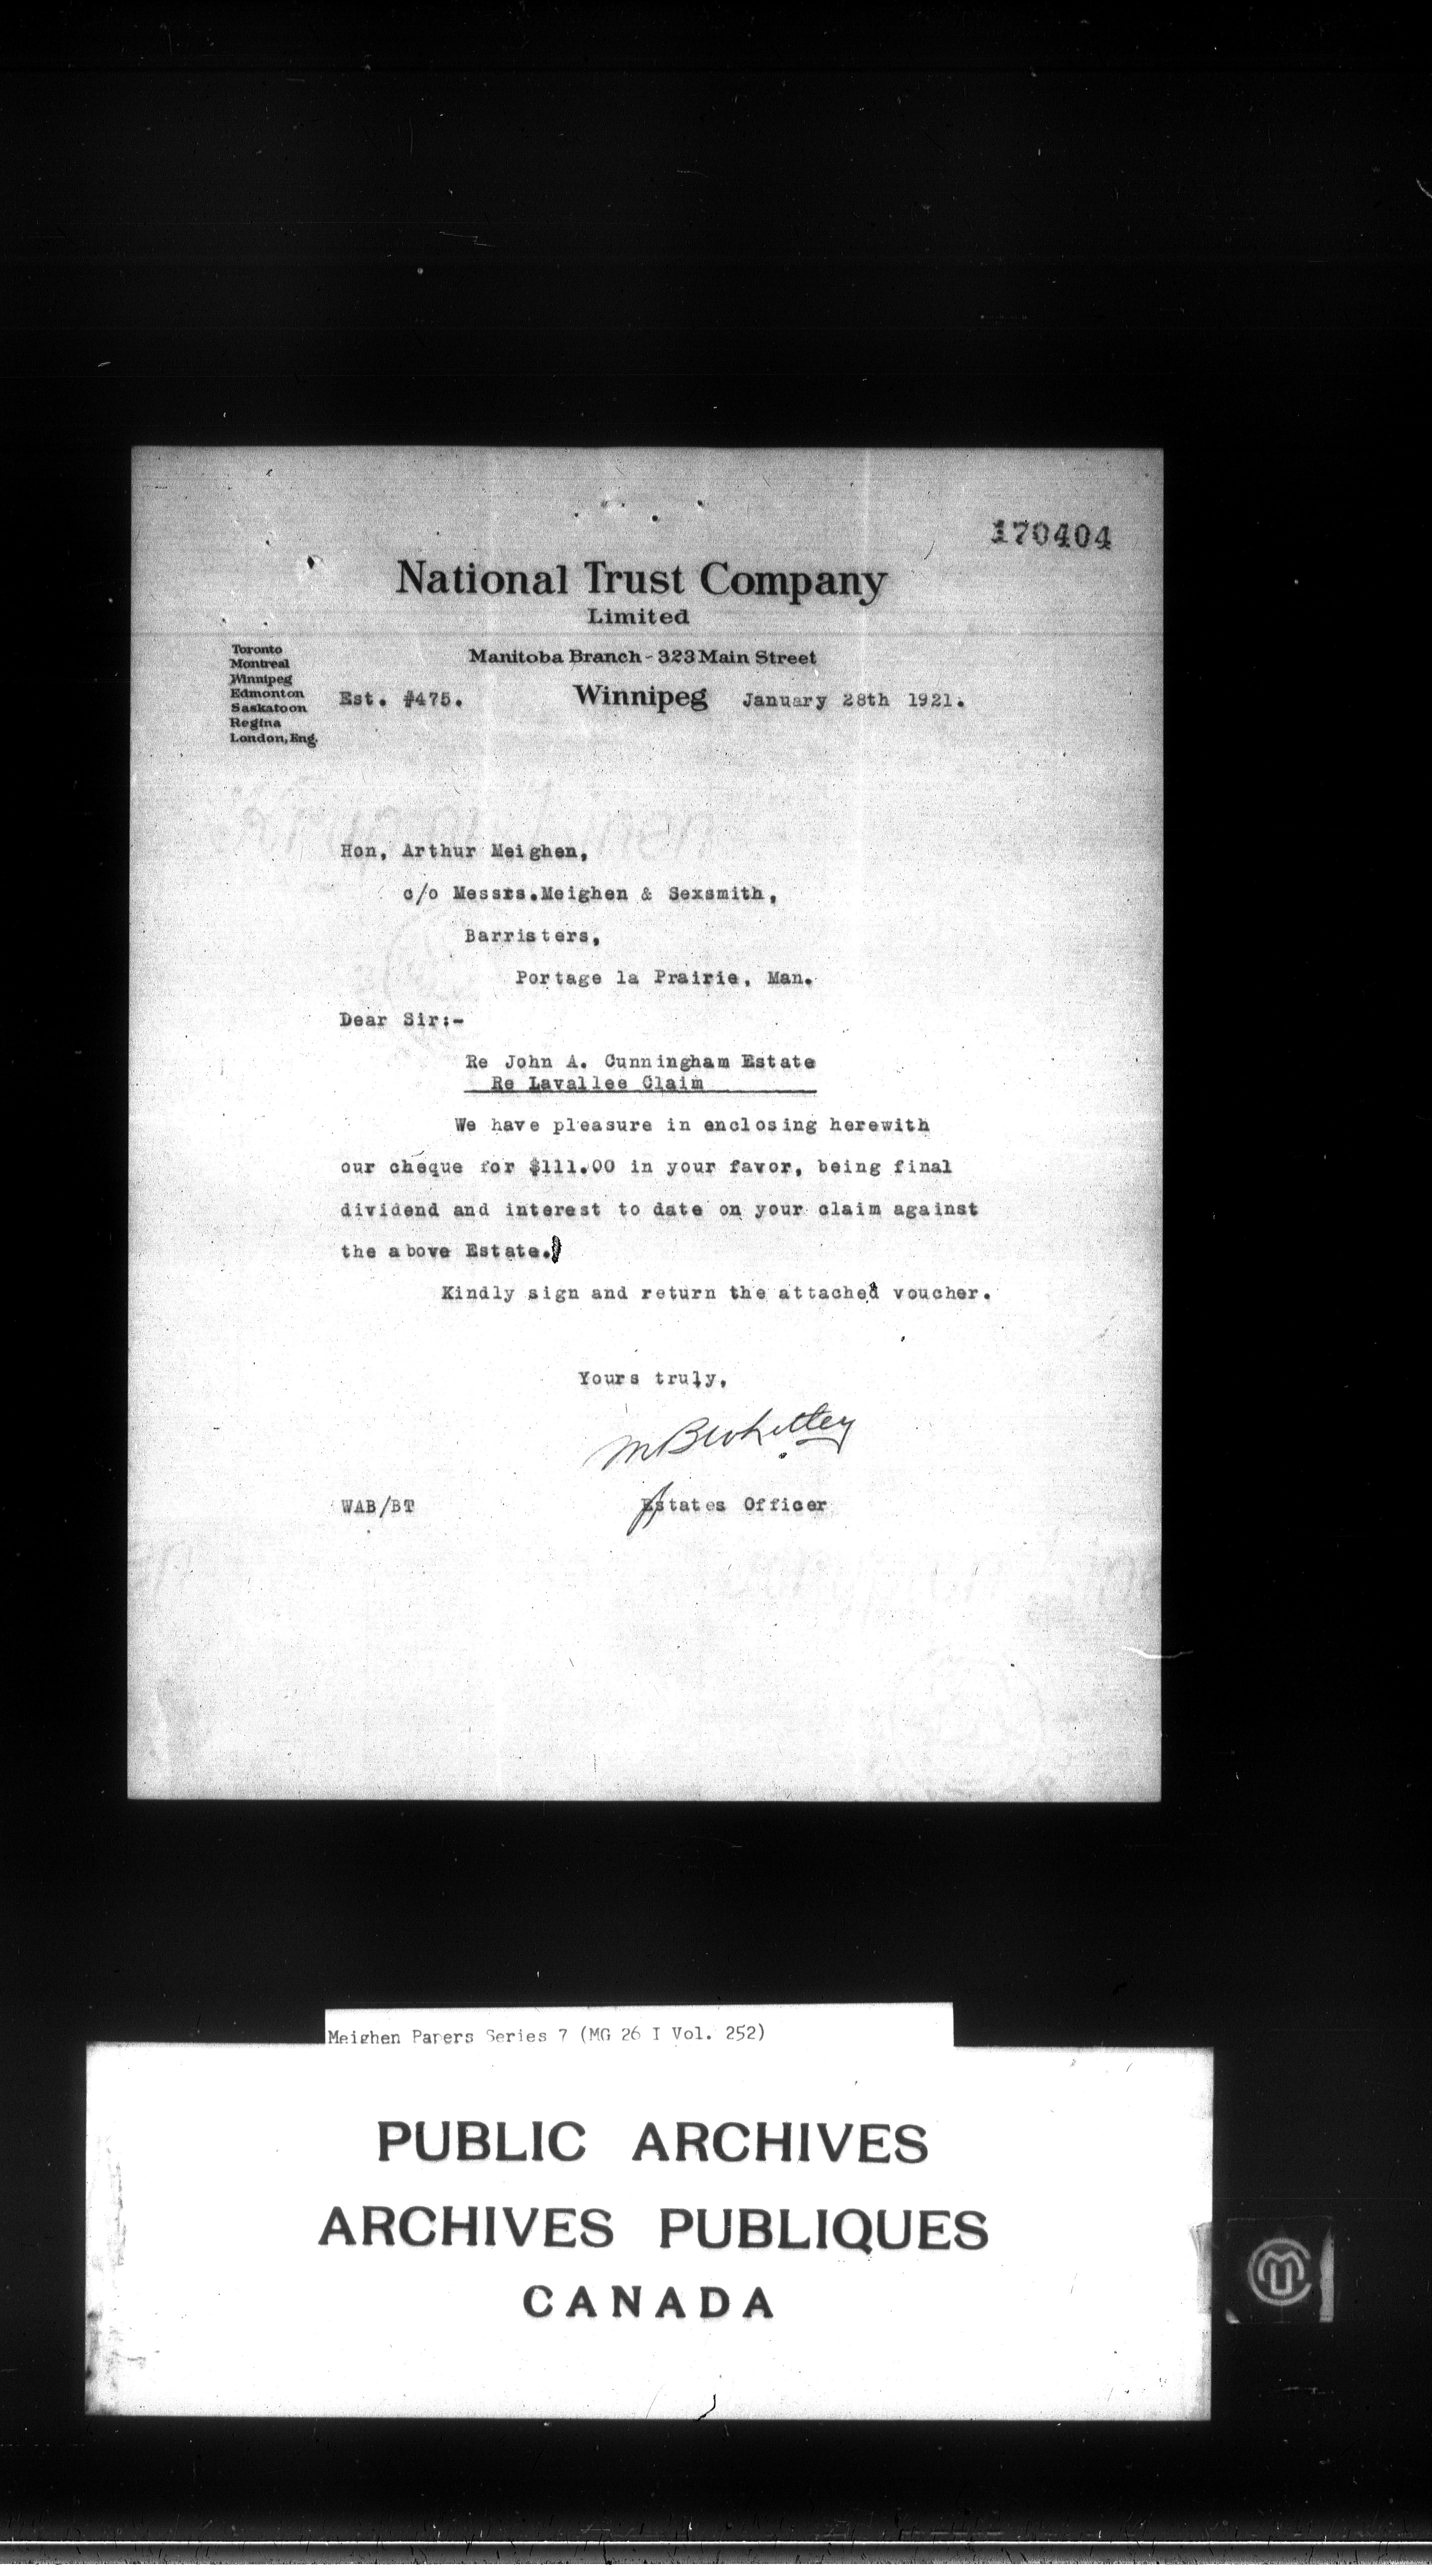 170404
National Trust Company
Limited
Toronto
Montreal
Winnipeg
Edmonton
Saskatoon
Regina
London, Eng.
Manitoba Branch - 323 Main Street
Est. #475.
Winnipeg January 28th 1921.
Hon, Arthur Meighen,
c/o Messrs.Meighen & Sexsmith,
Barristers,
Portage la Prairie, Man.
Dear Sir:-
Re John A. Cunningham Estate
Re Lavallee Claim
We have pleasure in enclosing herewith
our cheque for $111.00 in your favor, being final
dividend and interest to date on your claim against
the above Estate.
Kindly sign and return the attached voucher.
Yours truly,
WAB/BT
Estates Officer
Meighen Papers Series 7 (MG 26 I Vol. 252)
PUBLIC ARCHIVES
ARCHIVES PUBLIQUES
CANADA